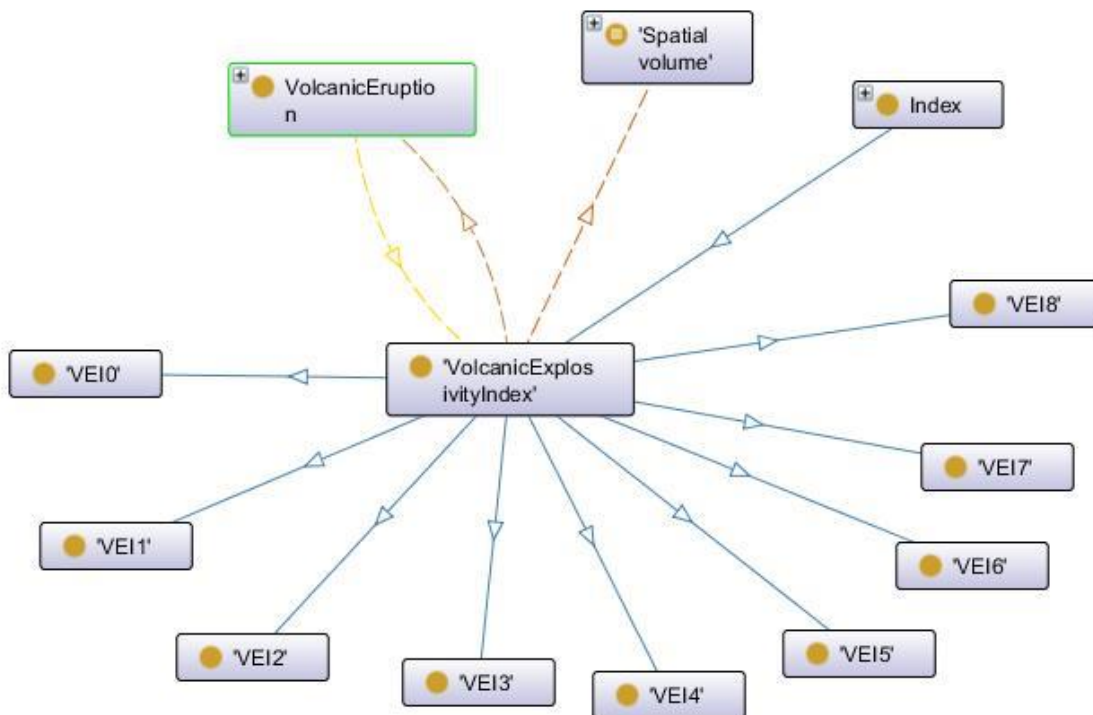 'Spatial
volume'
VolcanicEruptio
n
Index
'VEI8'
'VolcanicExplos
ivityIndex'
'VEI0'
'VEI7'
'VEI1'
'VEI6'
'VEI2'
'VEI5'
'VEI3'
'VEI4'